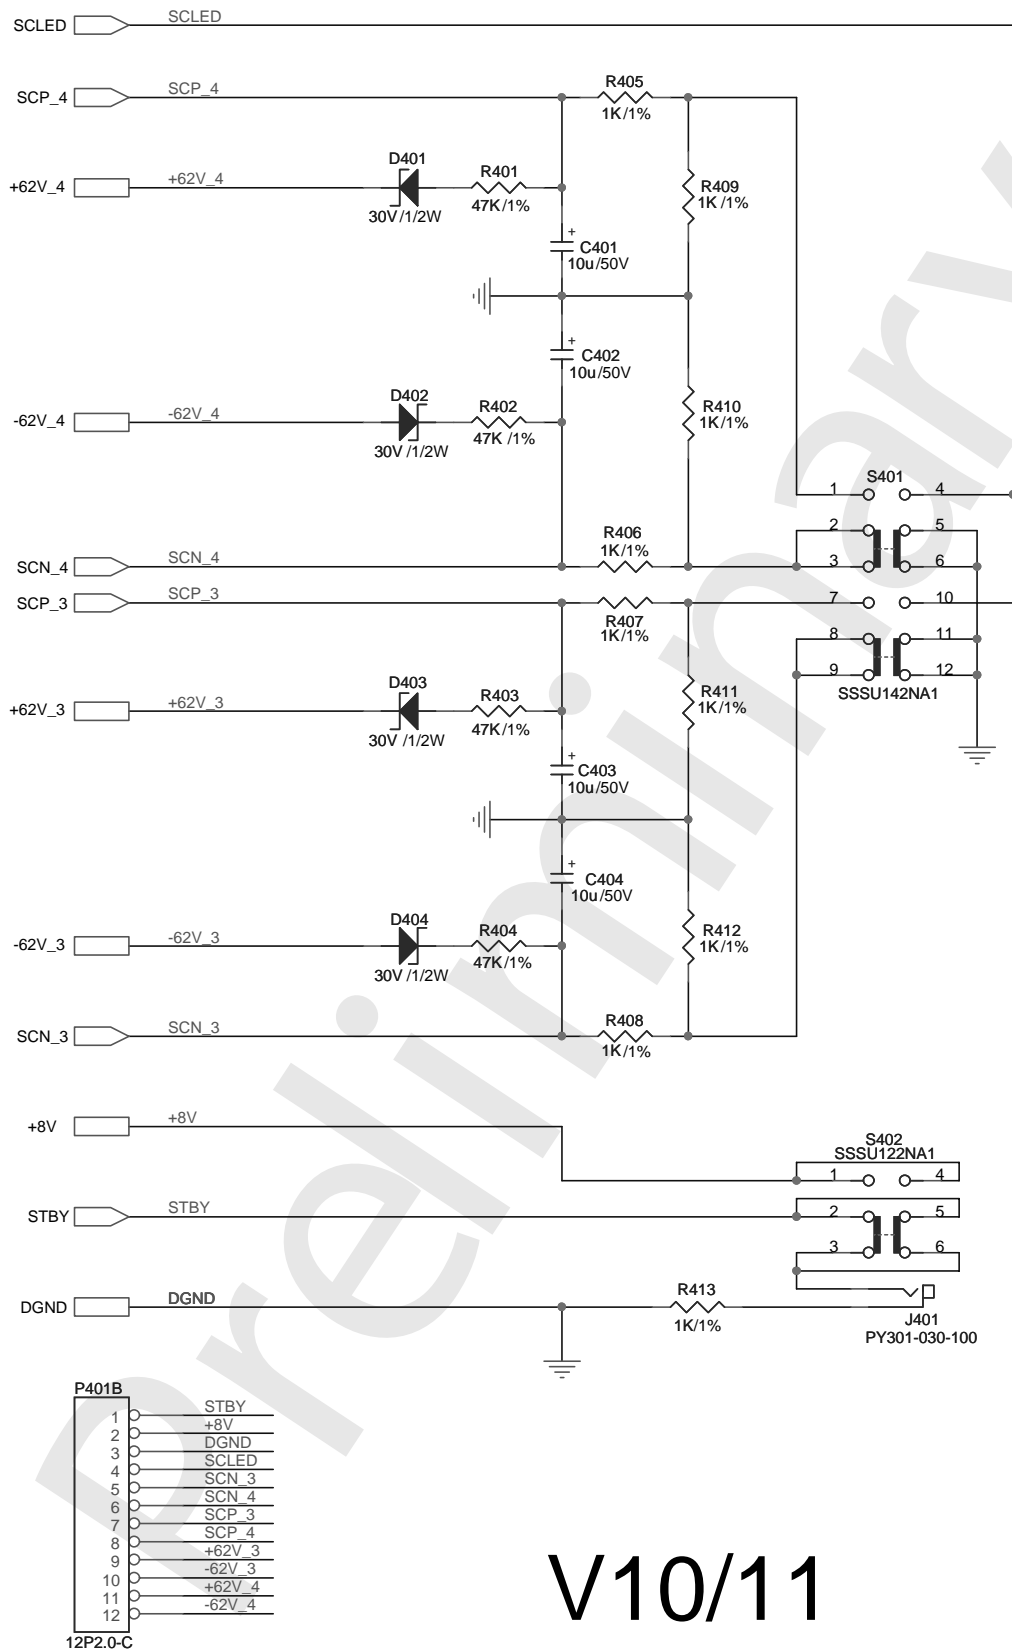 SCLED SCLED
SCP_4 SCP_4 R405
1K/1%
+62V_4 +62V_4 D401 R401 R409
30V/1/2W 47K/1% 1K/1%
+
C401
10u/50V
+
C402
10u/50V
-62V_4 -62V_4 D402 R402 R410
30V/1/2W 47K/1% 1K/1%
S401
1 4
2 5
R406
1K/1%
SCN_4 SCN_4 3 6
SCP_3 SCP_3 7 10
R407
1K/1%
8 11
9 12
SSSU142NA1
+62V_3 +62V_3 D403 R403 R411
30V/1/2W 47K/1% 1K/1%
+
C403
10u/50V
+
C404
10u/50V
-62V_3 -62V_3 D404 R404 R412
30V/1/2W 47K/1% 1K/1%
SCN_3 SCN_3 R408
1K/1%
+8V +8V
S402
SSSU122NA1
1 4
STBY STBY 2 5
3 6
DGND DGND R413
1K/1%
J401
PY301-030-100
P401B
1 STBY
2 +8V
3 DGND
4 SCLED
5 SCN_3
6 SCN_4
7 SCP_3
8 SCP_4
9 +62V_3
10 -62V_3
11 +62V_4
12 -62V_4
12P2.0-C
V10/11
Preliminary